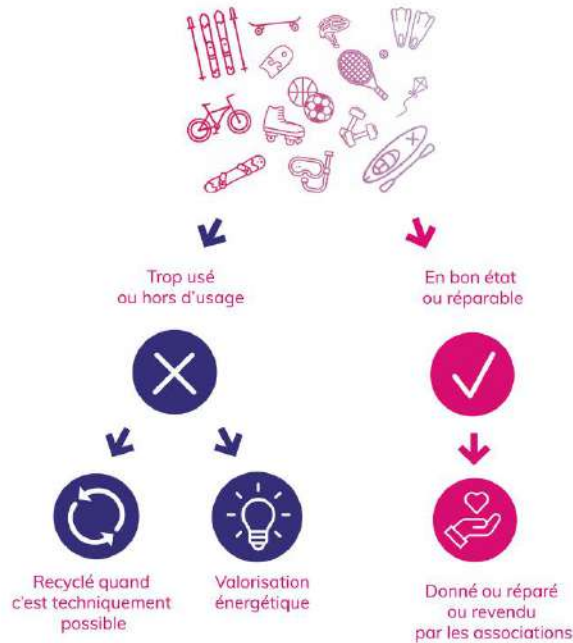 Trop usé
ou hors d'usage
En bon état
ou réparable
Recyclé quand
c'est techniquement
possible
Valorisation
énergétique
Donné ou réparé
ou revendu
par les associations